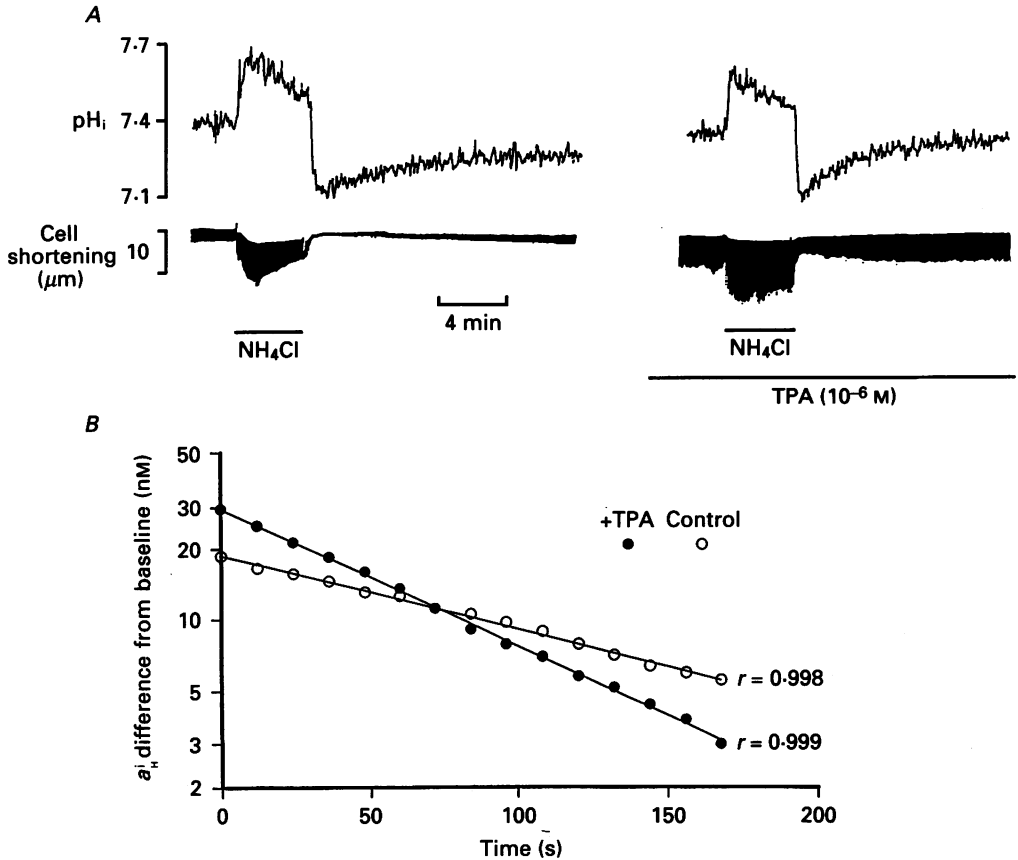 A
7·7
pHi 7·4
7·1
Cell
shortening 10
(μm)
4 min
NH4Cl
NH4Cl
TPA (10–6 M)
B
aiH difference from baseline (nM)
50
30
20
10
5
3
2
+TPA Control
r = 0·998
r = 0·999
0 50 100 150 200
Time (s)